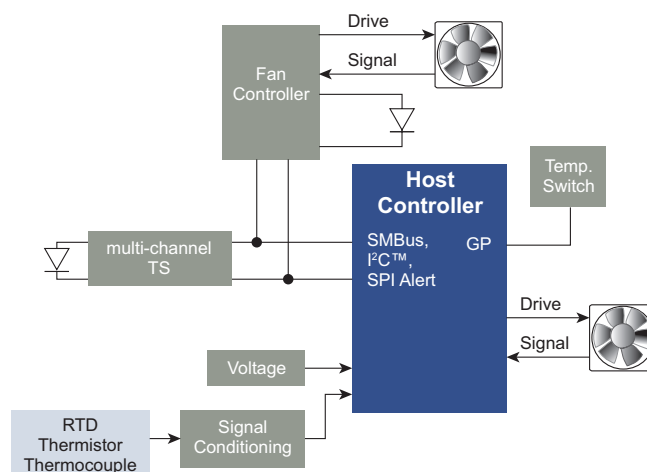 Drive
Signal
Fan
Controller
Host
Controller
Temp.
Switch
multi-channel
TS
SMBus,
I²C™,
SPI Alert
GP
Drive
Signal
Voltage
RTD
Thermistor
Thermocouple
Signal
Conditioning